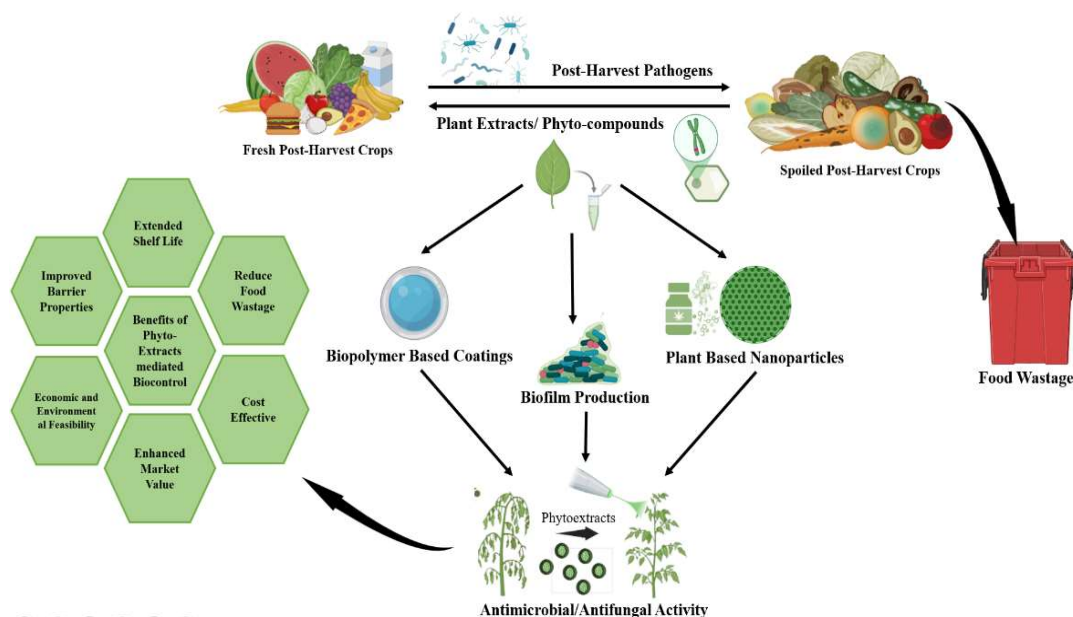 Post-Harvest Pathogens
Plant Extracts/ Phyto-compounds
Fresh Post-Harvest Crops
Spoiled Post-Harvest Crops
Extended
Shelf Life
Improved
Barrier
Properties
Reduce
Food
Wastage
Benefits of
Phyto-
Extracts
mediated
Biocontrol
Economic and
Environment
al Feasibility
Cost
Effective
Enhanced
Market
Value
Biopolymer Based Coatings
Biofilm Production
Plant Based Nanoparticles
Food Wastage
Phytoextracts
Antimicrobial/Antifungal Activity